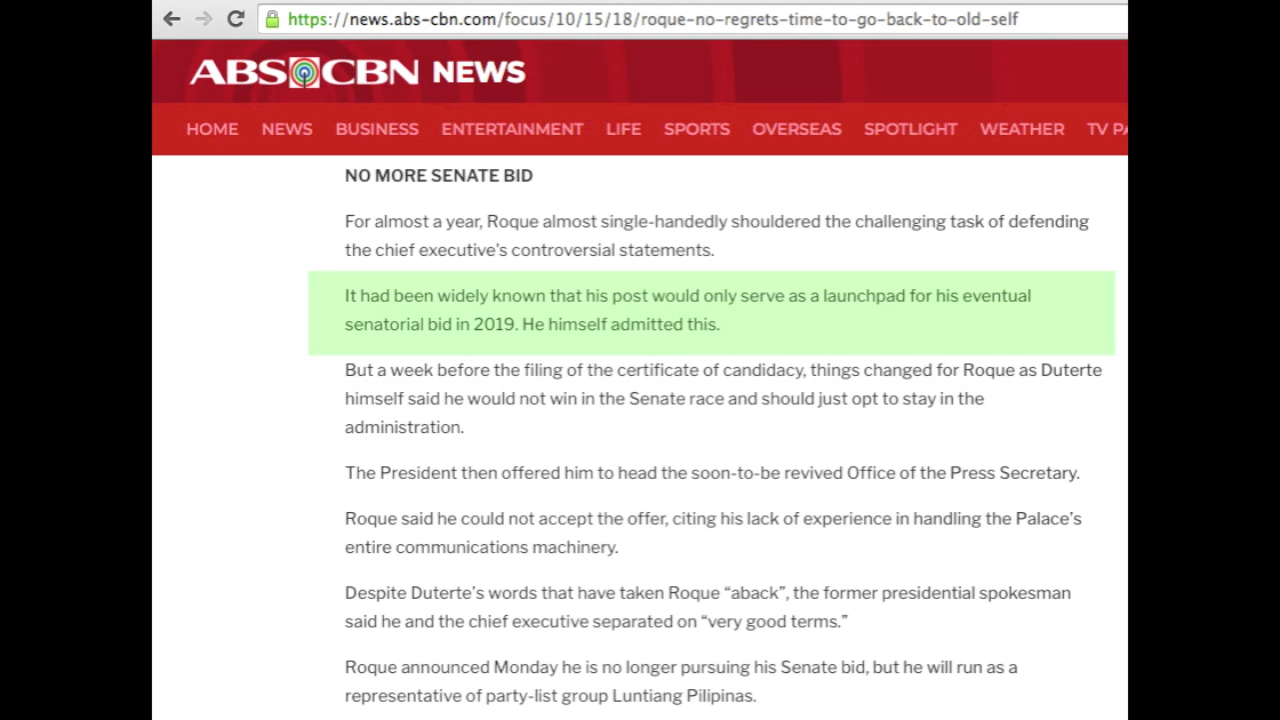 https://news.abs-cbn.com/focus/10/15/18/roque-no-regrets-time-to-go-back-to-old-self
ABS CBN NEWS
HOME NEWS BUSINESS ENTERTAINMENT LIFE SPORTS OVERSEAS SPOTLIGHT WEATHER TV
NO MORE SENATE BID
For almost a year, Roque almost single-handedly shouldered the challenging task of defending
the chief executive’s controversial statements.
It had been widely known that his post would only serve as a launchpad for his eventual
senatorial bid in 2019. He himself admitted this.
But a week before the filing of the certificate of candidacy, things changed for Roque as Duterte
himself said he would not win in the Senate race and should just opt to stay in the
administration.
The President then offered him to head the soon-to-be revived Office of the Press Secretary.
Roque said he could not accept the offer, citing his lack of experience in handling the Palace’s
entire communications machinery.
Despite Duterte’s words that have taken Roque “aback”, the former presidential spokesman
said he and the chief executive separated on “very good terms.”
Roque announced Monday he is no longer pursuing his Senate bid, but he will run as a
representative of party-list group Luntiang Pilipinas.